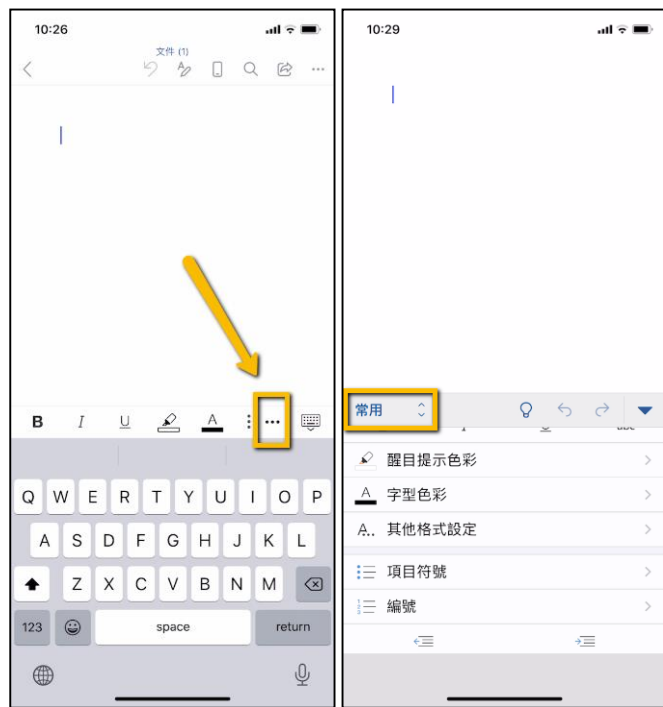 10:26
文件 (1)
B I U A
Q W E R T Y U I O P
A S D F G H J K L
Z X C V B N M
123 space return
10:29
常用
醒目提示色彩
A 字型色彩
A.. 其他格式設定
項目符號
編號